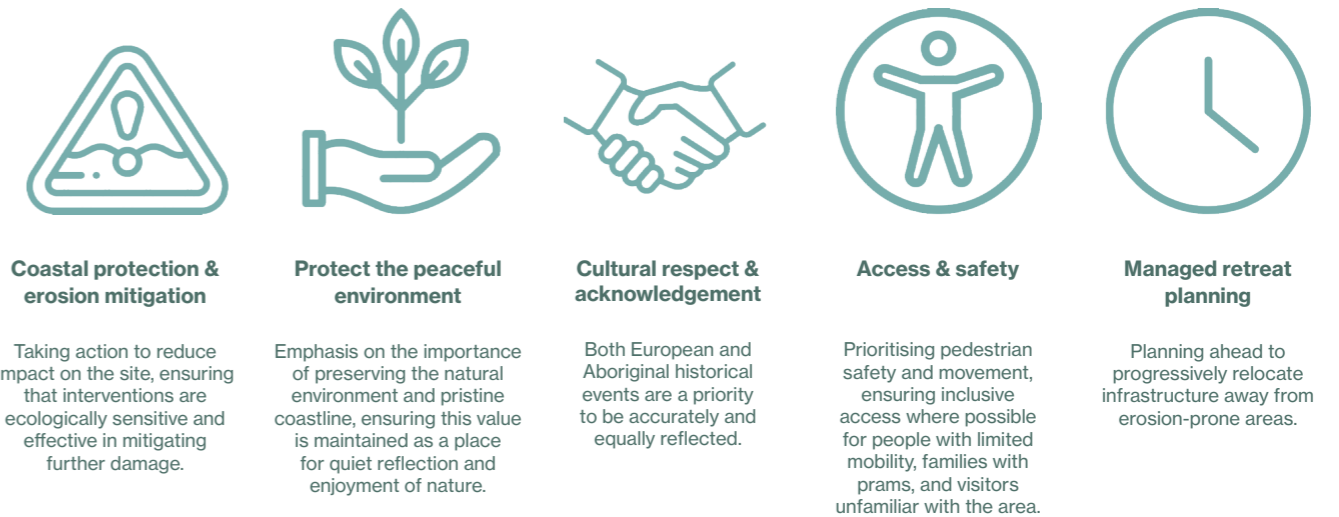 Coastal protection &
erosion mitigation
Taking action to reduce
mpact on the site, ensuring
that interventions are
ecologically sensitive and
effective in mitigating
further damage.
Protect the peaceful
environment
Emphasis on the importance
of preserving the natural
environment and pristine
coastline, ensuring this value
is maintained as a place
for quiet reflection and
enjoyment of nature.
Cultural respect &
acknowledgement
Both European and
Aboriginal historical
events are a priority
to be accurately and
equally reflected.
Access & safety
Prioritising pedestrian
safety and movement,
ensuring inclusive
access where possible
for people with limited
mobility, families with
prams, and visitors
unfamiliar with the area.
Managed retreat
planning
Planning ahead to
progressively relocate
infrastructure away from
erosion-prone areas.